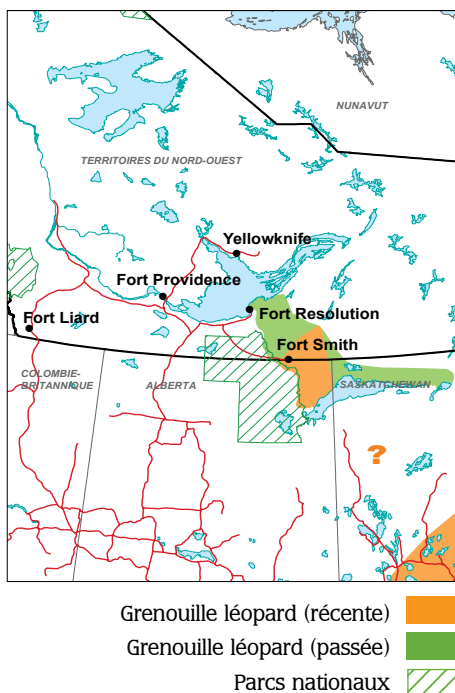 NUNAVUT
TERRITOIRES DU NORD-OUEST
Yellowknife
Fort Providence
Fort Resolution
Fort Liard
Fort Smith
COLOMBIE-
BRITANNIQUE
ALBERTA
SASKATCHEWAN
?
Grenouille léopard (récente)
Grenouille léopard (passée)
Parcs nationaux